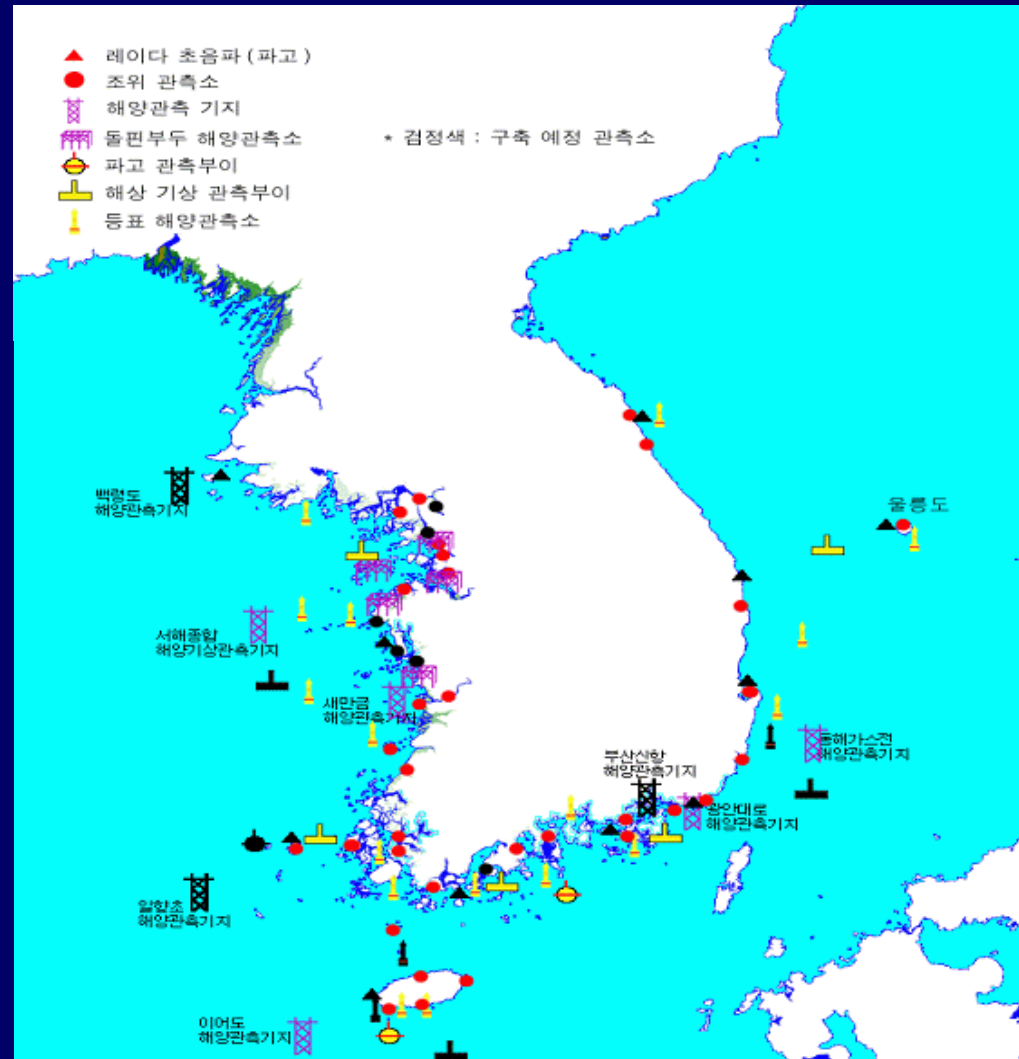 레이다 초음파 (파고)
조위 관측소
해양관측 기지
돌핀부두 해양관측소
* 검정색 : 구축 예정 관측소
파고 관측부이
해상 기상 관측부이
등표 해양관측소
백령도
해양관측기지
울릉도
서해종합
해양기상관측기지
새만금
해양관측기지
동해가스전
해양관측기지
부산신항
해양관측기지
광안대로
해양관측기지
일향초
해양관측기지
이어도
해양관측기지